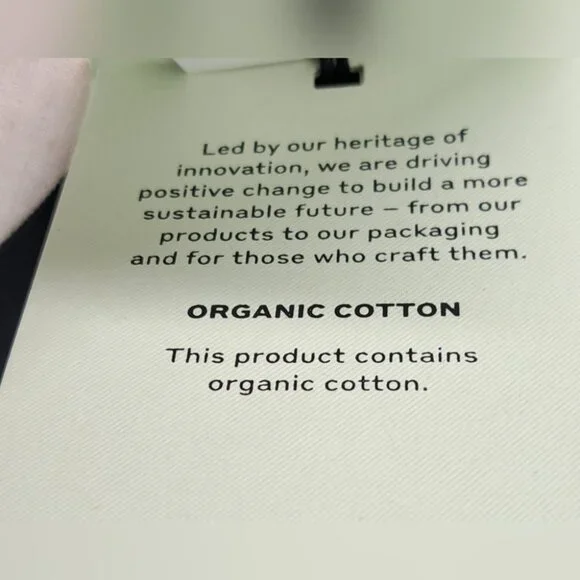 Led by our heritage of
innovation, we are driving
positive change to build a more
sustainable future – from our
products to our packaging
and for those who craft them.
ORGANIC COTTON
This product contains
organic cotton.